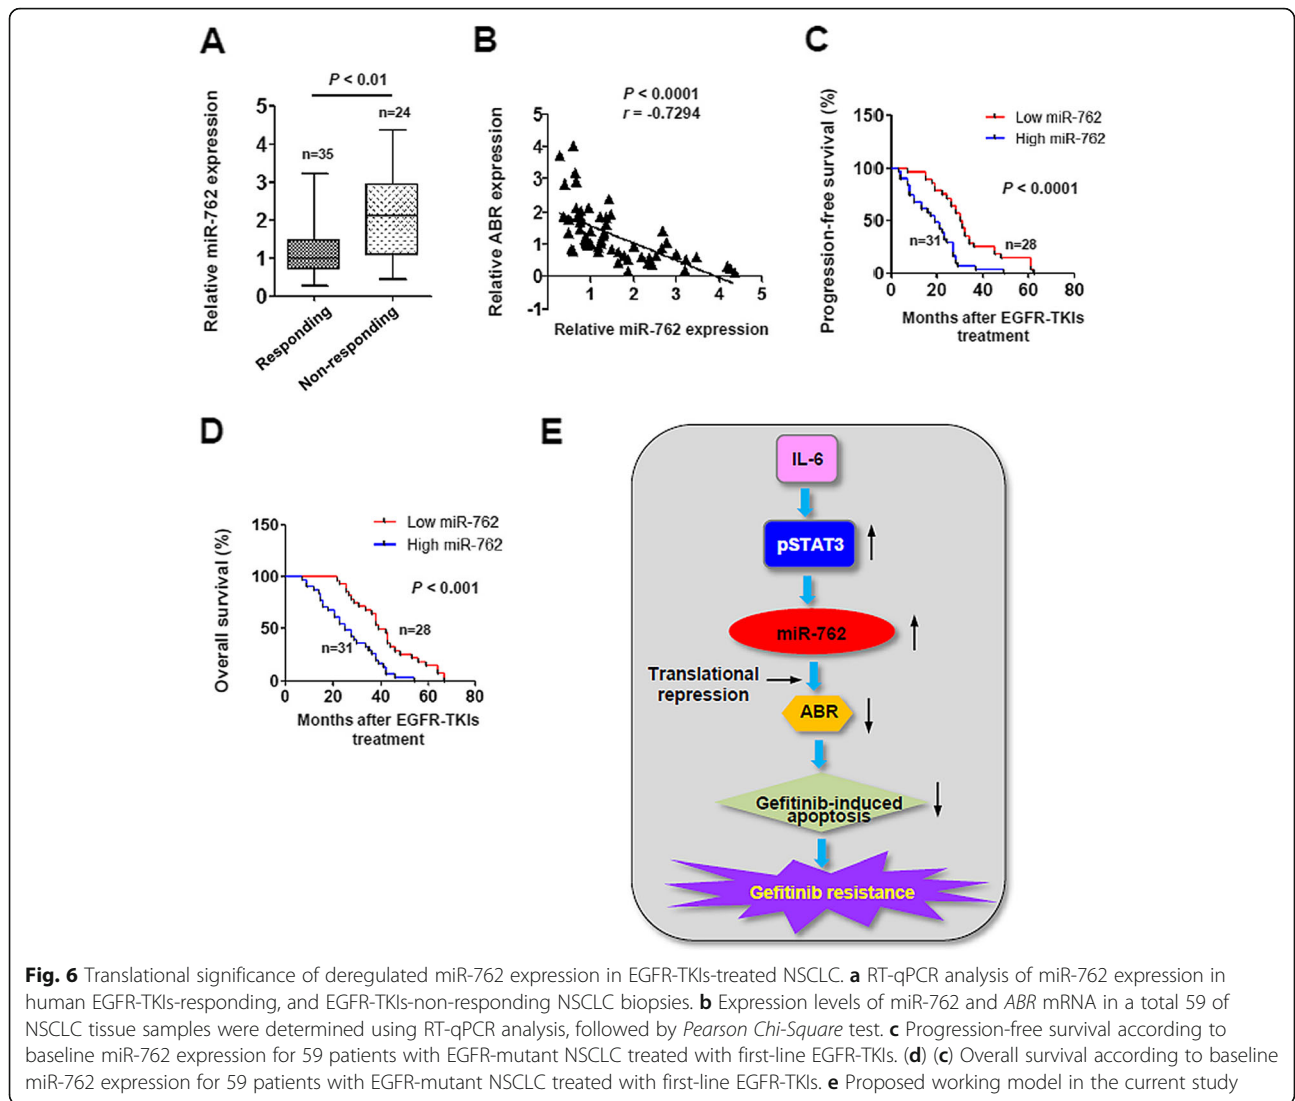 A
P < 0.01
n=24
n=35
Relative miR-762 expression
5
4
3
2
1
0
Responding
Non-responding
B
P < 0.0001
r = -0.7294
Relative ABR expression
5
4
3
2
1
0
-1
1 2 3 4 5
Relative miR-762 expression
C
Low miR-762
High miR-762
P < 0.0001
Progression-free survival (%)
150
100
50
0
n=31
n=28
0 20 40 60 80
Months after EGFR-TKIs
treatment
D
Low miR-762
High miR-762
P < 0.001
Overall survival (%)
150
100
50
0
n=28
n=31
0 20 40 60 80
Months after EGFR-TKIs
treatment
E
IL-6
pSTAT3
miR-762
Translational
repression
ABR
Gefitinib-induced
apoptosis
Gefitinib resistance
Fig. 6 Translational significance of deregulated miR-762 expression in EGFR-TKIs-treated NSCLC. a RT-qPCR analysis of miR-762 expression in
human EGFR-TKIs-responding, and EGFR-TKIs-non-responding NSCLC biopsies. b Expression levels of miR-762 and ABR mRNA in a total 59 of
NSCLC tissue samples were determined using RT-qPCR analysis, followed by Pearson Chi-Square test. c Progression-free survival according to
baseline miR-762 expression for 59 patients with EGFR-mutant NSCLC treated with first-line EGFR-TKIs. (d) (c) Overall survival according to baseline
miR-762 expression for 59 patients with EGFR-mutant NSCLC treated with first-line EGFR-TKIs. e Proposed working model in the current study